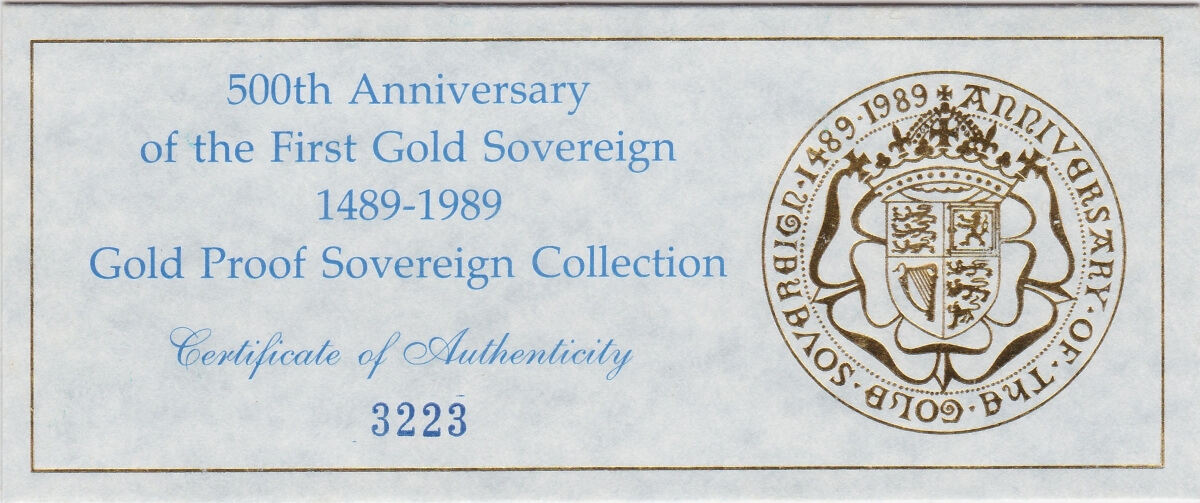 500th Anniversary
of the First Gold Sovereign
1489-1989
Gold Proof Sovereign Collection
Certificate of Authenticity
3223
ANNIVERSARY·OF·THE·GOLD·SOVEREIGN·1489·1989